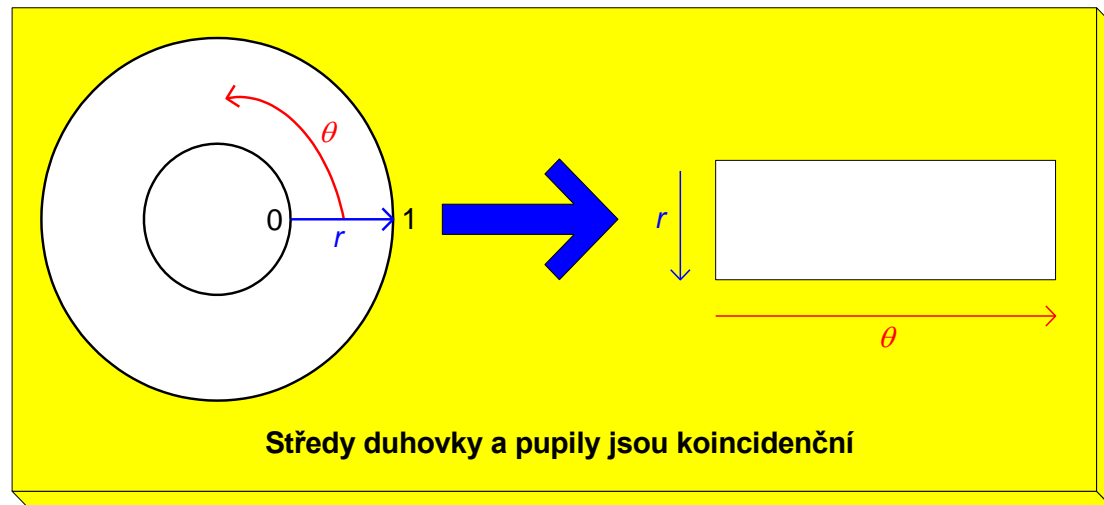 θ
0
r
1
r
θ
Středy duhovky a pupily jsou koincidenční